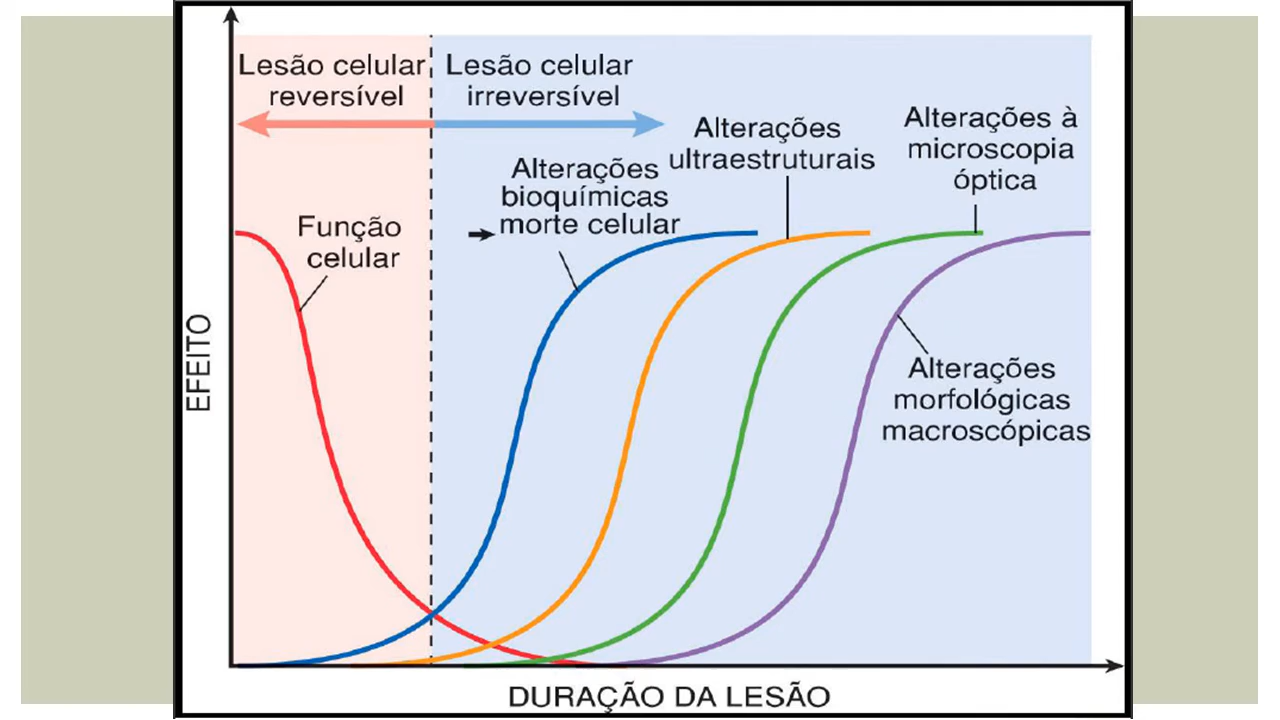 Lesão celular
reversível
Lesão celular
irreversível
Alterações à
microscopia
óptica
Alterações
ultraestruturais
Alterações
bioquímicas
morte celular
Função
celular
Alterações
morfológicas
macroscópicas
EFEITO
DURAÇÃO DA LESÃO